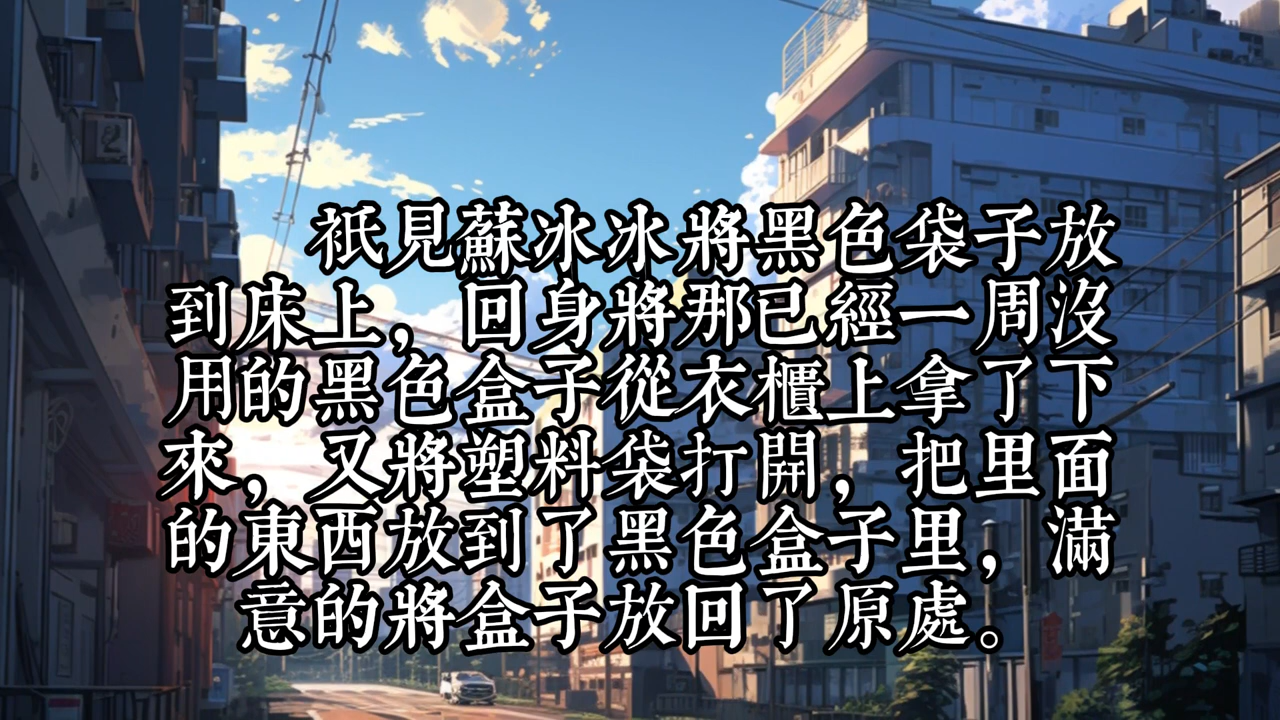 祇見蘇冰冰將黑色袋子放
到床上，回身將那已經一周沒
用的黑色盒子從衣櫃上拿了下
來，又將塑料袋打開，把里面
的東西放到了黑色盒子里，滿
意的將盒子放回了原處。